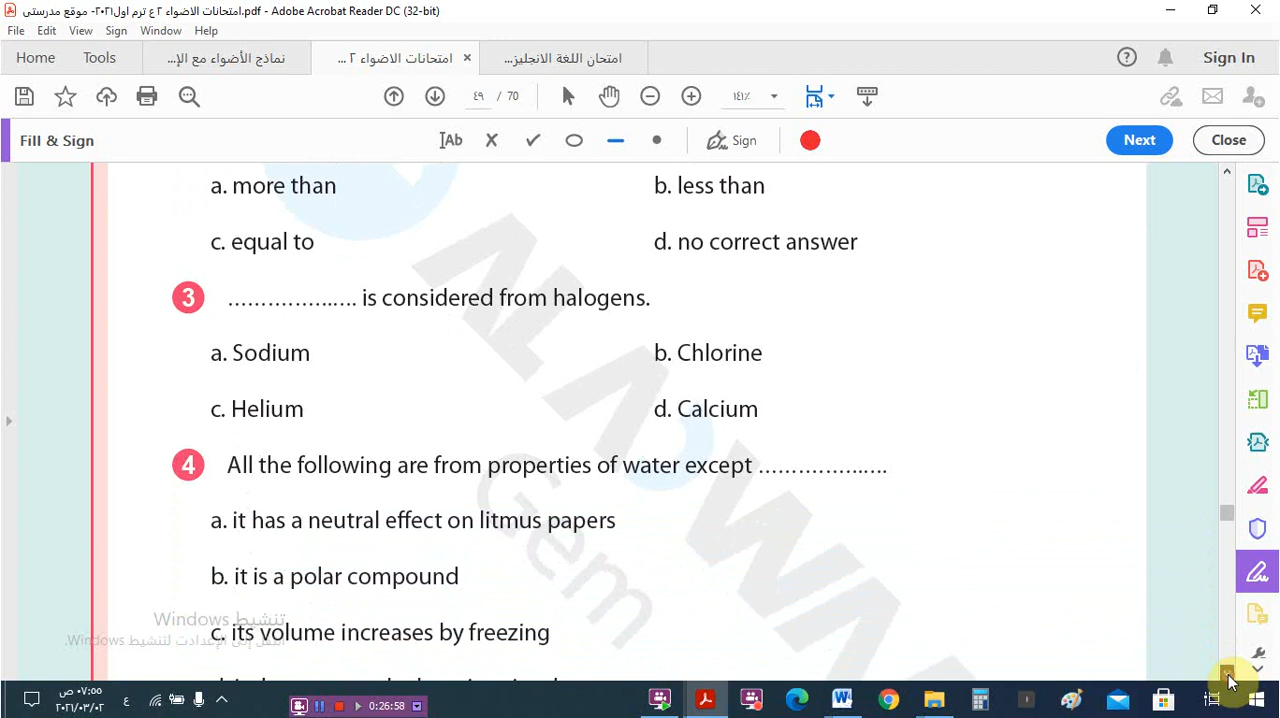 امتحانات الاضواء ٢ ع ترم اول٢٠٢١- موقع مدرستى.pdf - Adobe Acrobat Reader DC (32-bit)
File Edit View Sign Window Help
Home Tools نماذج الأضواء مع الإ... امتحانات الاضواء ٢ ... × امتحان اللغة الانجليز... Sign In
٤٩ / 70 ١٤١٪
Fill & Sign Ab Sign Next Close
a. more than b. less than
c. equal to d. no correct answer
3 .................... is considered from halogens.
a. Sodium b. Chlorine
c. Helium d. Calcium
4 All the following are from properties of water except ....................
a. it has a neutral effect on litmus papers
b. it is a polar compound
c. its volume increases by freezing
ALADWAA
Gem
تنشيط Windows
انتقل إلى الإعدادات لتنشيط Windows.
٠٧:٥٥ ص
٢٠٢١/٠٣/٠٢
ع
0:26:58